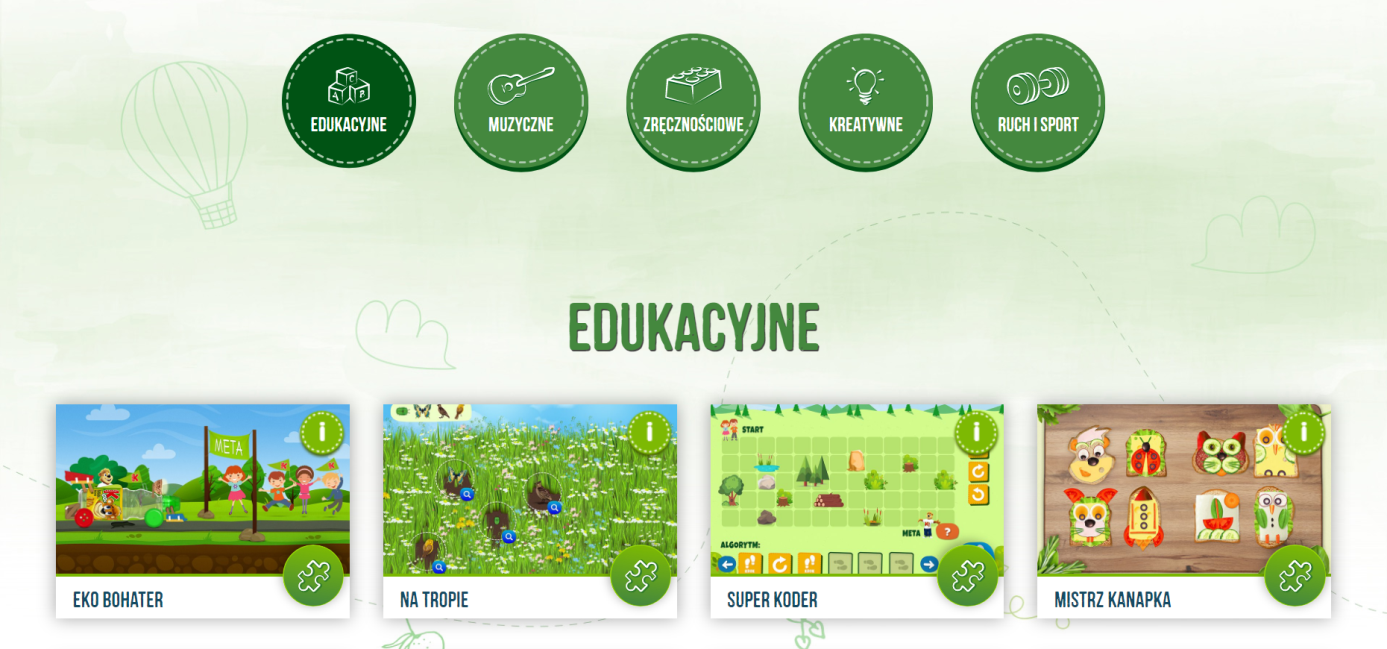 EDUKACYJNE
MUZYCZNE
ZRĘCZNOŚCIOWE
KREATYWNE
RUCH I SPORT
EDUKACYJNE
META
START
META
?
ALGORYTM:
EKO BOHATER
NA TROPIE
SUPER KODER
MISTRZ KANAPKA